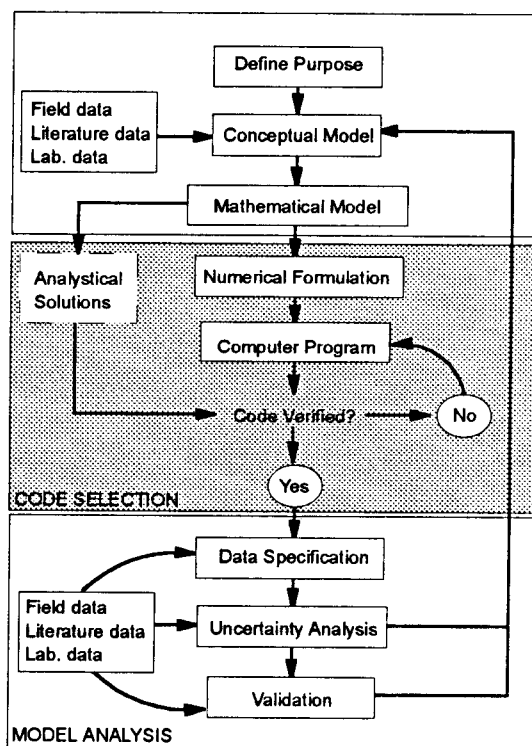 Define Purpose
Field data
Literature data
Lab. data
Conceptual Model
Mathematical Model
Analystical
Solutions
Numerical Formulation
Computer Program
Code Verified?
No
Yes
CODE SELECTION
Data Specification
Field data
Literature data
Lab. data
Uncertainty Analysis
Validation
MODEL ANALYSIS